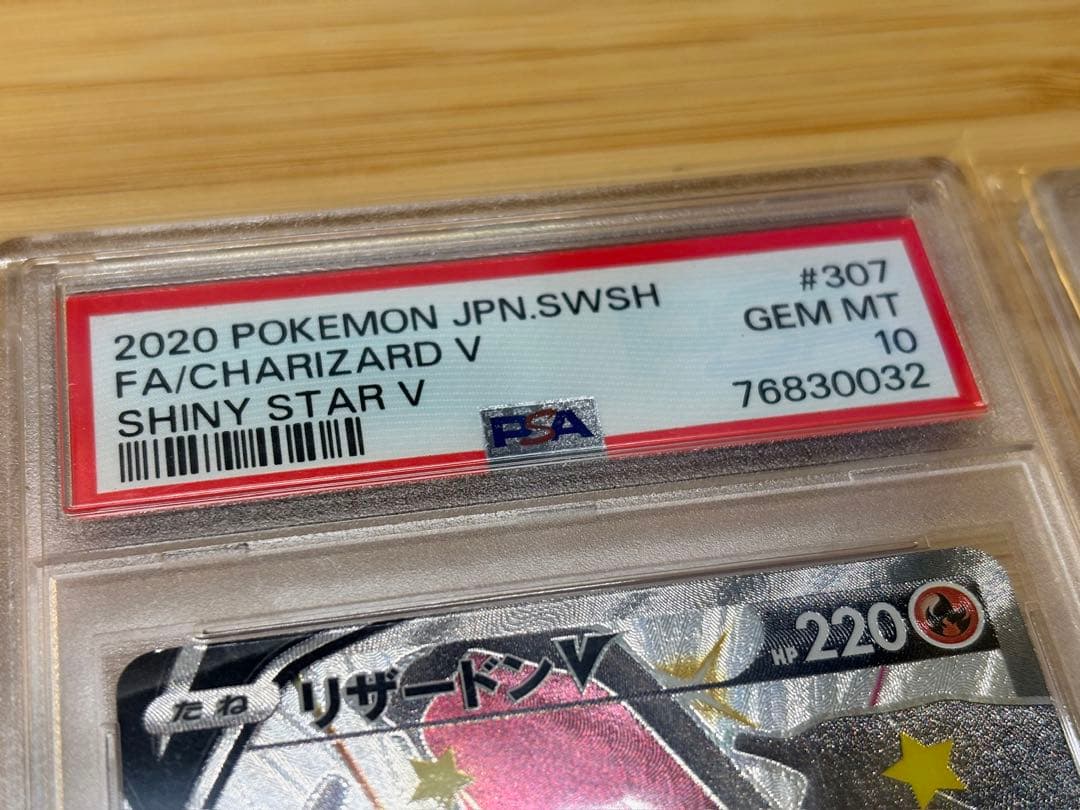 2020 POKEMON JPN.SWSH #307
FA/CHARIZARD V GEM MT
SHINY STAR V 10
76830032
PSA
たね リザードンV HP 220